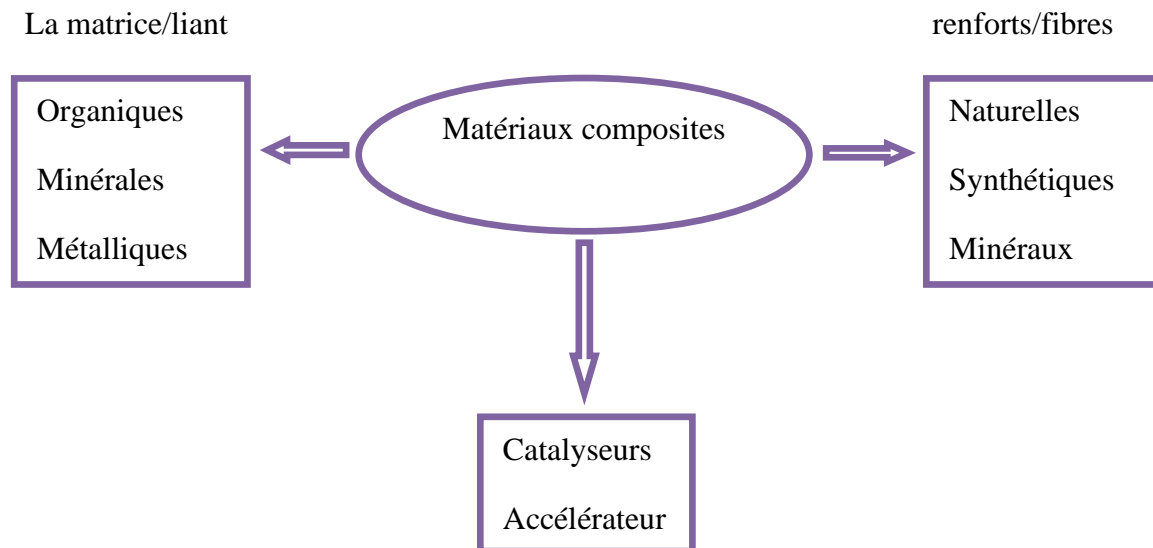 La matrice/liant
renforts/fibres
Organiques
Minérales
Métalliques
Matériaux composites
Naturelles
Synthétiques
Minéraux
Catalyseurs
Accélérateur